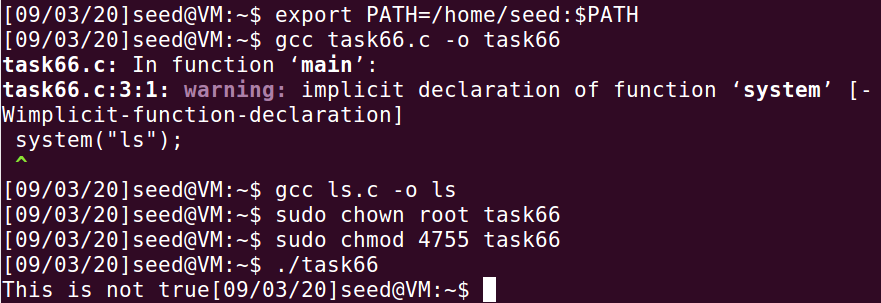 [09/03/20]seed@VM:~$ export PATH=/home/seed:$PATH
[09/03/20]seed@VM:~$ gcc task66.c -o task66
task66.c: In function ‘main’:
task66.c:3:1: warning: implicit declaration of function ‘system’ [-
Wimplicit-function-declaration]
 system("ls");
 ^
[09/03/20]seed@VM:~$ gcc ls.c -o ls
[09/03/20]seed@VM:~$ sudo chown root task66
[09/03/20]seed@VM:~$ sudo chmod 4755 task66
[09/03/20]seed@VM:~$ ./task66
This is not true[09/03/20]seed@VM:~$